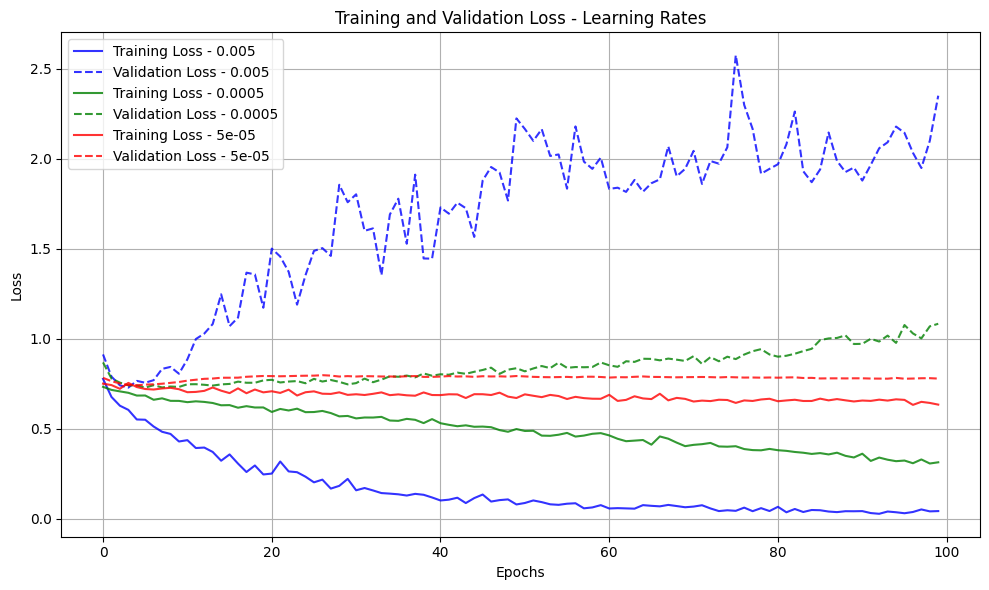 Training and Validation Loss - Learning Rates
Training Loss - 0.005
Validation Loss - 0.005
Training Loss - 0.0005
Validation Loss - 0.0005
Training Loss - 5e-05
Validation Loss - 5e-05
Loss
2.5
2.0
1.5
1.0
0.5
0.0
0 20 40 60 80 100
Epochs